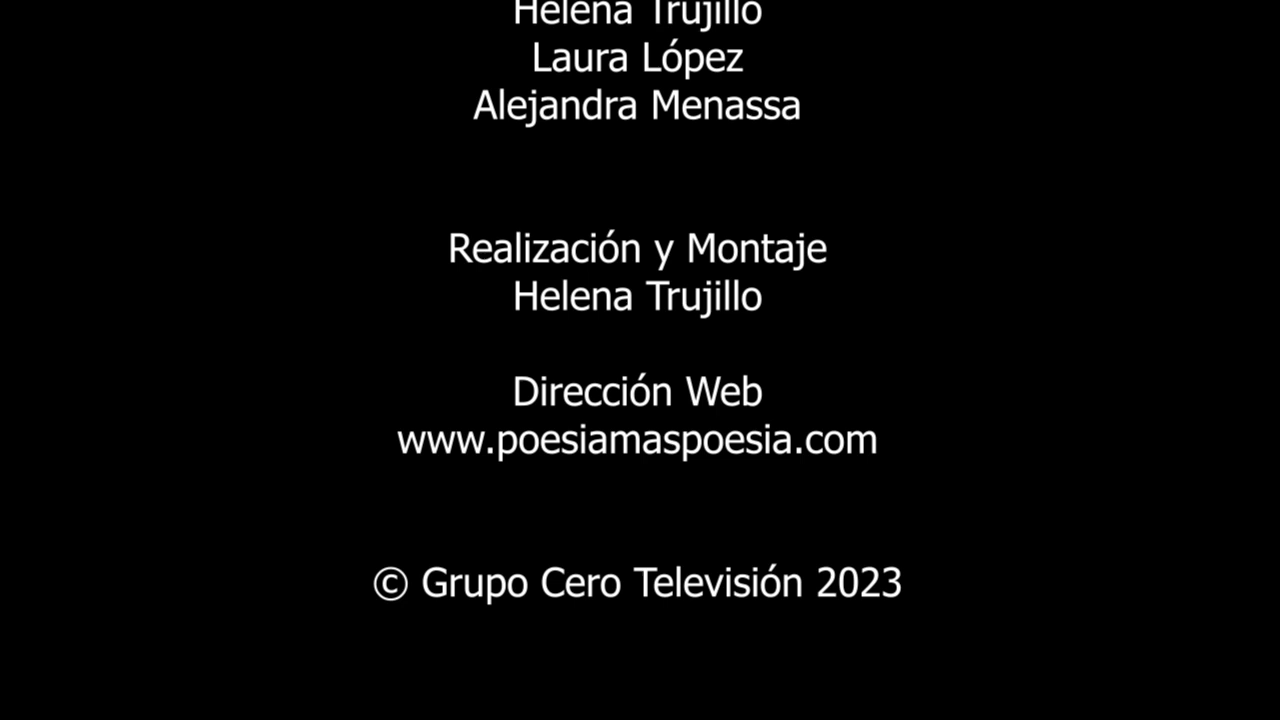 Helena Trujillo
Laura López
Alejandra Menassa
Realización y Montaje
Helena Trujillo
Dirección Web
www.poesiamaspoesia.com
© Grupo Cero Televisión 2023